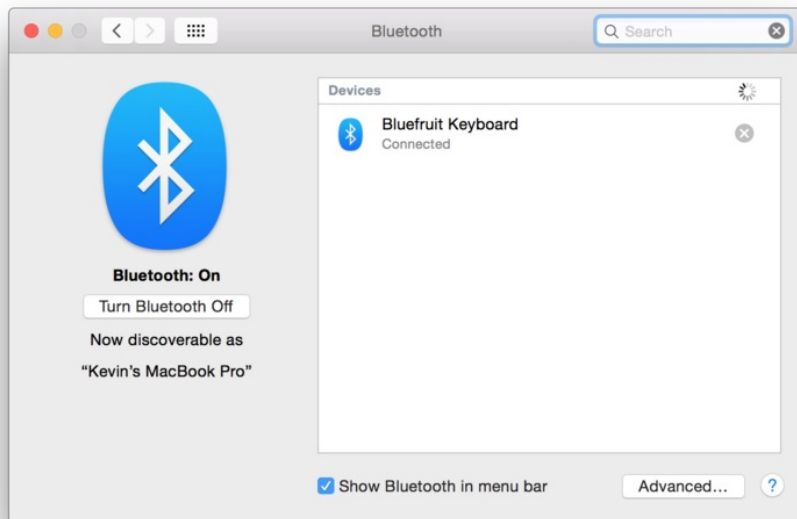 Bluetooth
Search
Bluetooth: On
Turn Bluetooth Off
Now discoverable as
“Kevin’s MacBook Pro”
Devices
Bluefruit Keyboard
Connected
Show Bluetooth in menu bar
Advanced...
?